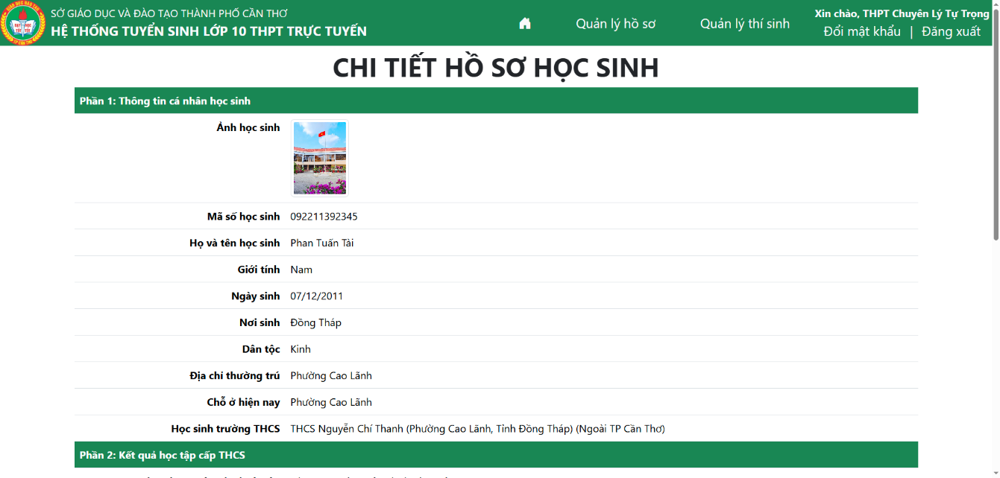 SỞ GIÁO DỤC VÀ ĐÀO TẠO THÀNH PHỐ CẦN THƠ
HỆ THỐNG TUYỂN SINH LỚP 10 THPT TRỰC TUYẾN
Quản lý hồ sơ
Quản lý thí sinh
Xin chào, THPT Chuyên Lý Tự Trọng
Đổi mật khẩu | Đăng xuất
CHI TIẾT HỒ SƠ HỌC SINH
Phần 1: Thông tin cá nhân học sinh
Ảnh học sinh
Mã số học sinh 092211392345
Họ và tên học sinh Phan Tuấn Tài
Giới tính Nam
Ngày sinh 07/12/2011
Nơi sinh Đồng Tháp
Dân tộc Kinh
Địa chỉ thường trú Phường Cao Lãnh
Chỗ ở hiện nay Phường Cao Lãnh
Học sinh trường THCS THCS Nguyễn Chí Thanh (Phường Cao Lãnh, Tỉnh Đồng Tháp) (Ngoài TP Cần Thơ)
Phần 2: Kết quả học tập cấp THCS